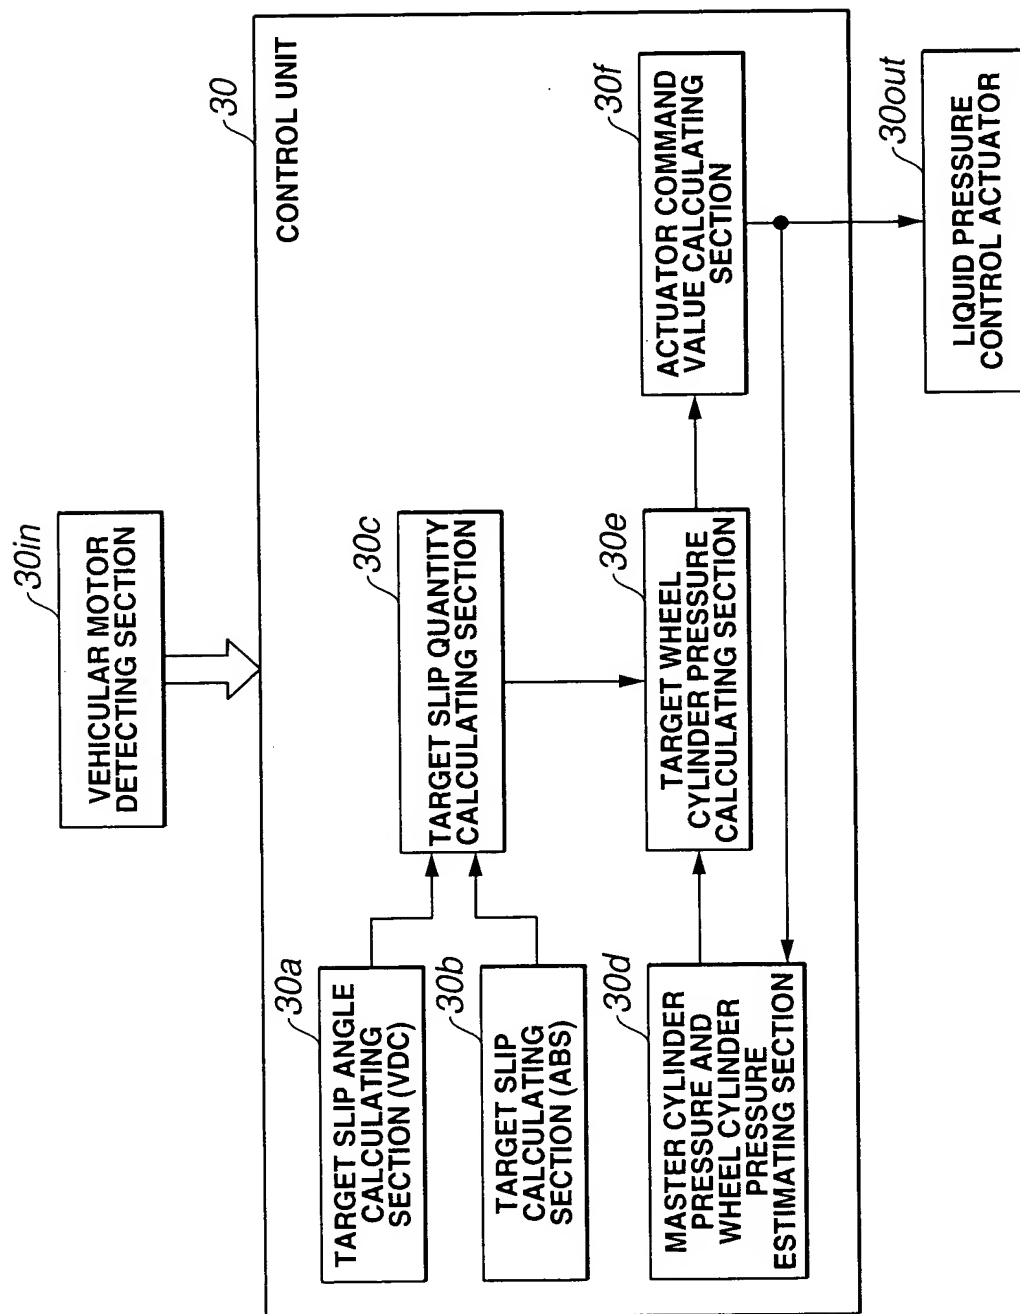 30in
VEHICULAR MOTOR
DETECTING SECTION
30
CONTROL UNIT
30a
TARGET SLIP ANGLE
CALCULATING
SECTION (VDC)
30b
TARGET SLIP
CALCULATING
SECTION (ABS)
30c
TARGET SLIP QUANTITY
CALCULATING SECTION
30d
MASTER CYLINDER
PRESSURE AND
WHEEL CYLINDER
PRESSURE
ESTIMATING SECTION
30e
TARGET WHEEL
CYLINDER PRESSURE
CALCULATING SECTION
30f
ACTUATOR COMMAND
VALUE CALCULATING
SECTION
30out
LIQUID PRESSURE
CONTROL ACTUATOR